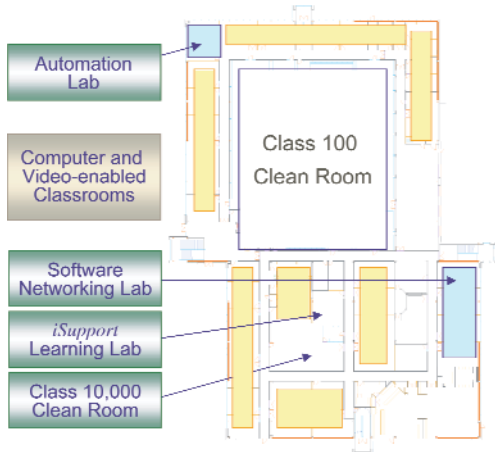 Automation
Lab
Class 100
Clean Room
Computer and
Video-enabled
Classrooms
Software
Networking Lab
iSupport
Learning Lab
Class 10,000
Clean Room